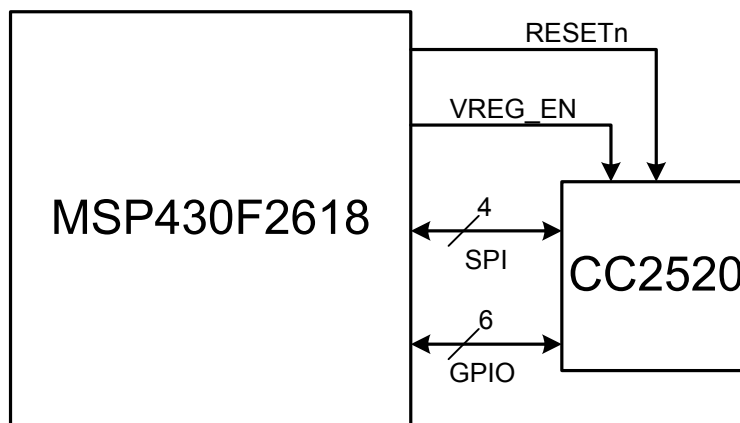 RESETn
VREG_EN
MSP430F2618
4
SPI
CC2520
6
GPIO